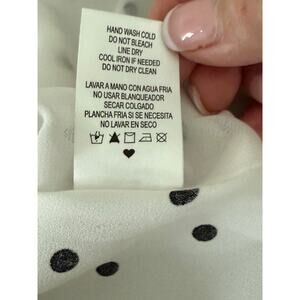 HAND WASH COLD
DO NOT BLEACH
LINE DRY
COOL IRON IF NEEDED
DO NOT DRY CLEAN
LAVAR A MANO CON AGUA FRIA
NO USAR BLANQUEADOR
SECAR COLGADO
PLANCHA FRIA SI SE NECESITA
NO LAVAR EN SECO